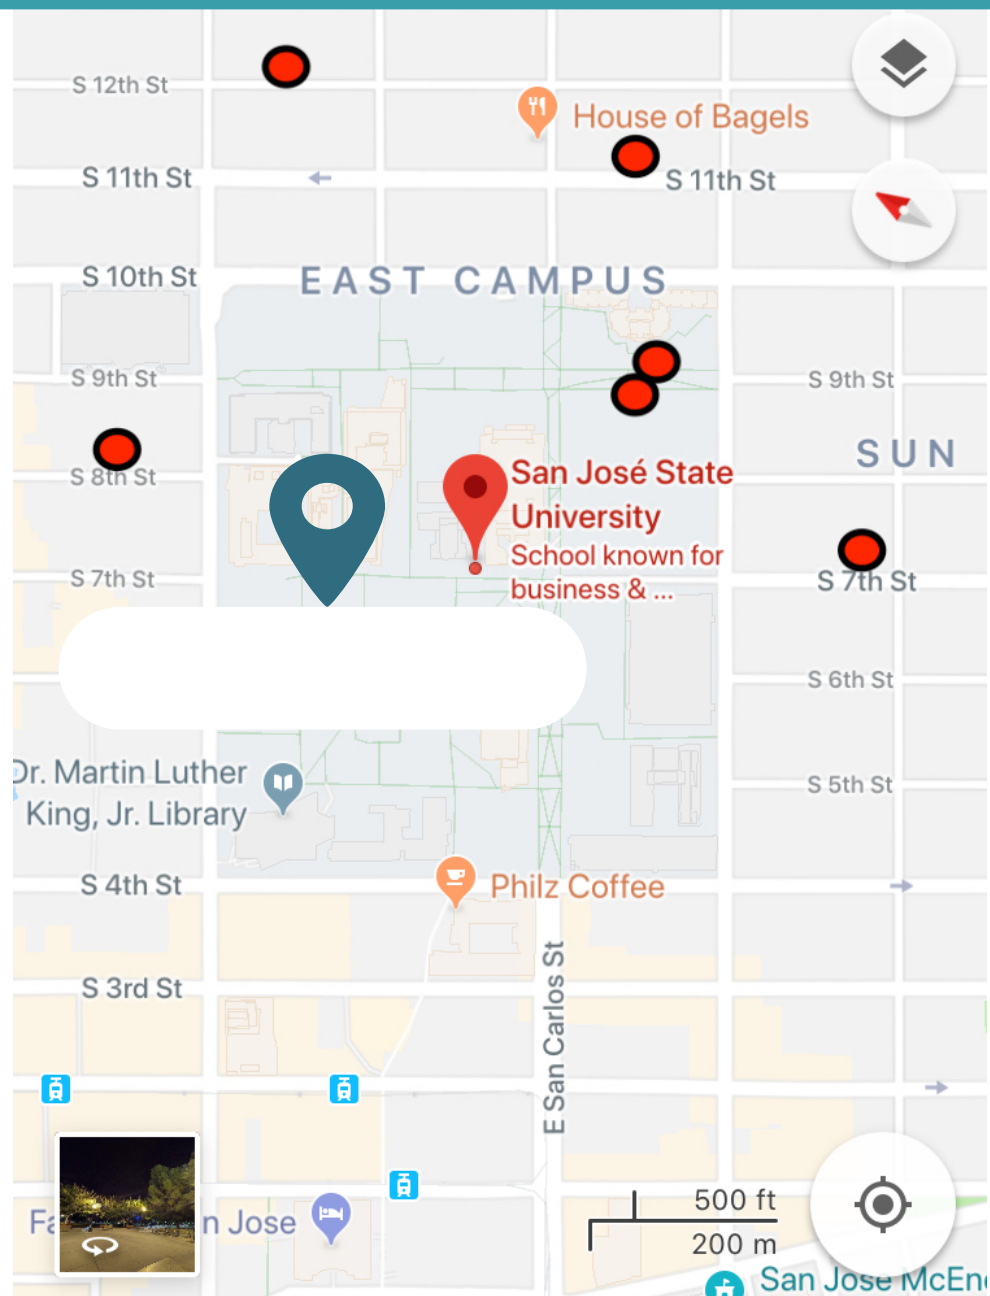 S 12th St
House of Bagels
S 11th St
S 11th St
S 10th St
EAST CAMPUS
S 9th St
S 9th St
SUN
S 8th St
San José State
University
School known for
business & ...
S 7th St
S 7th St
S 6th St
Dr. Martin Luther
King, Jr. Library
S 5th St
S 4th St
Philz Coffee
S 3rd St
E San Carlos St
500 ft
200 m
n Jose
San Jose McEn